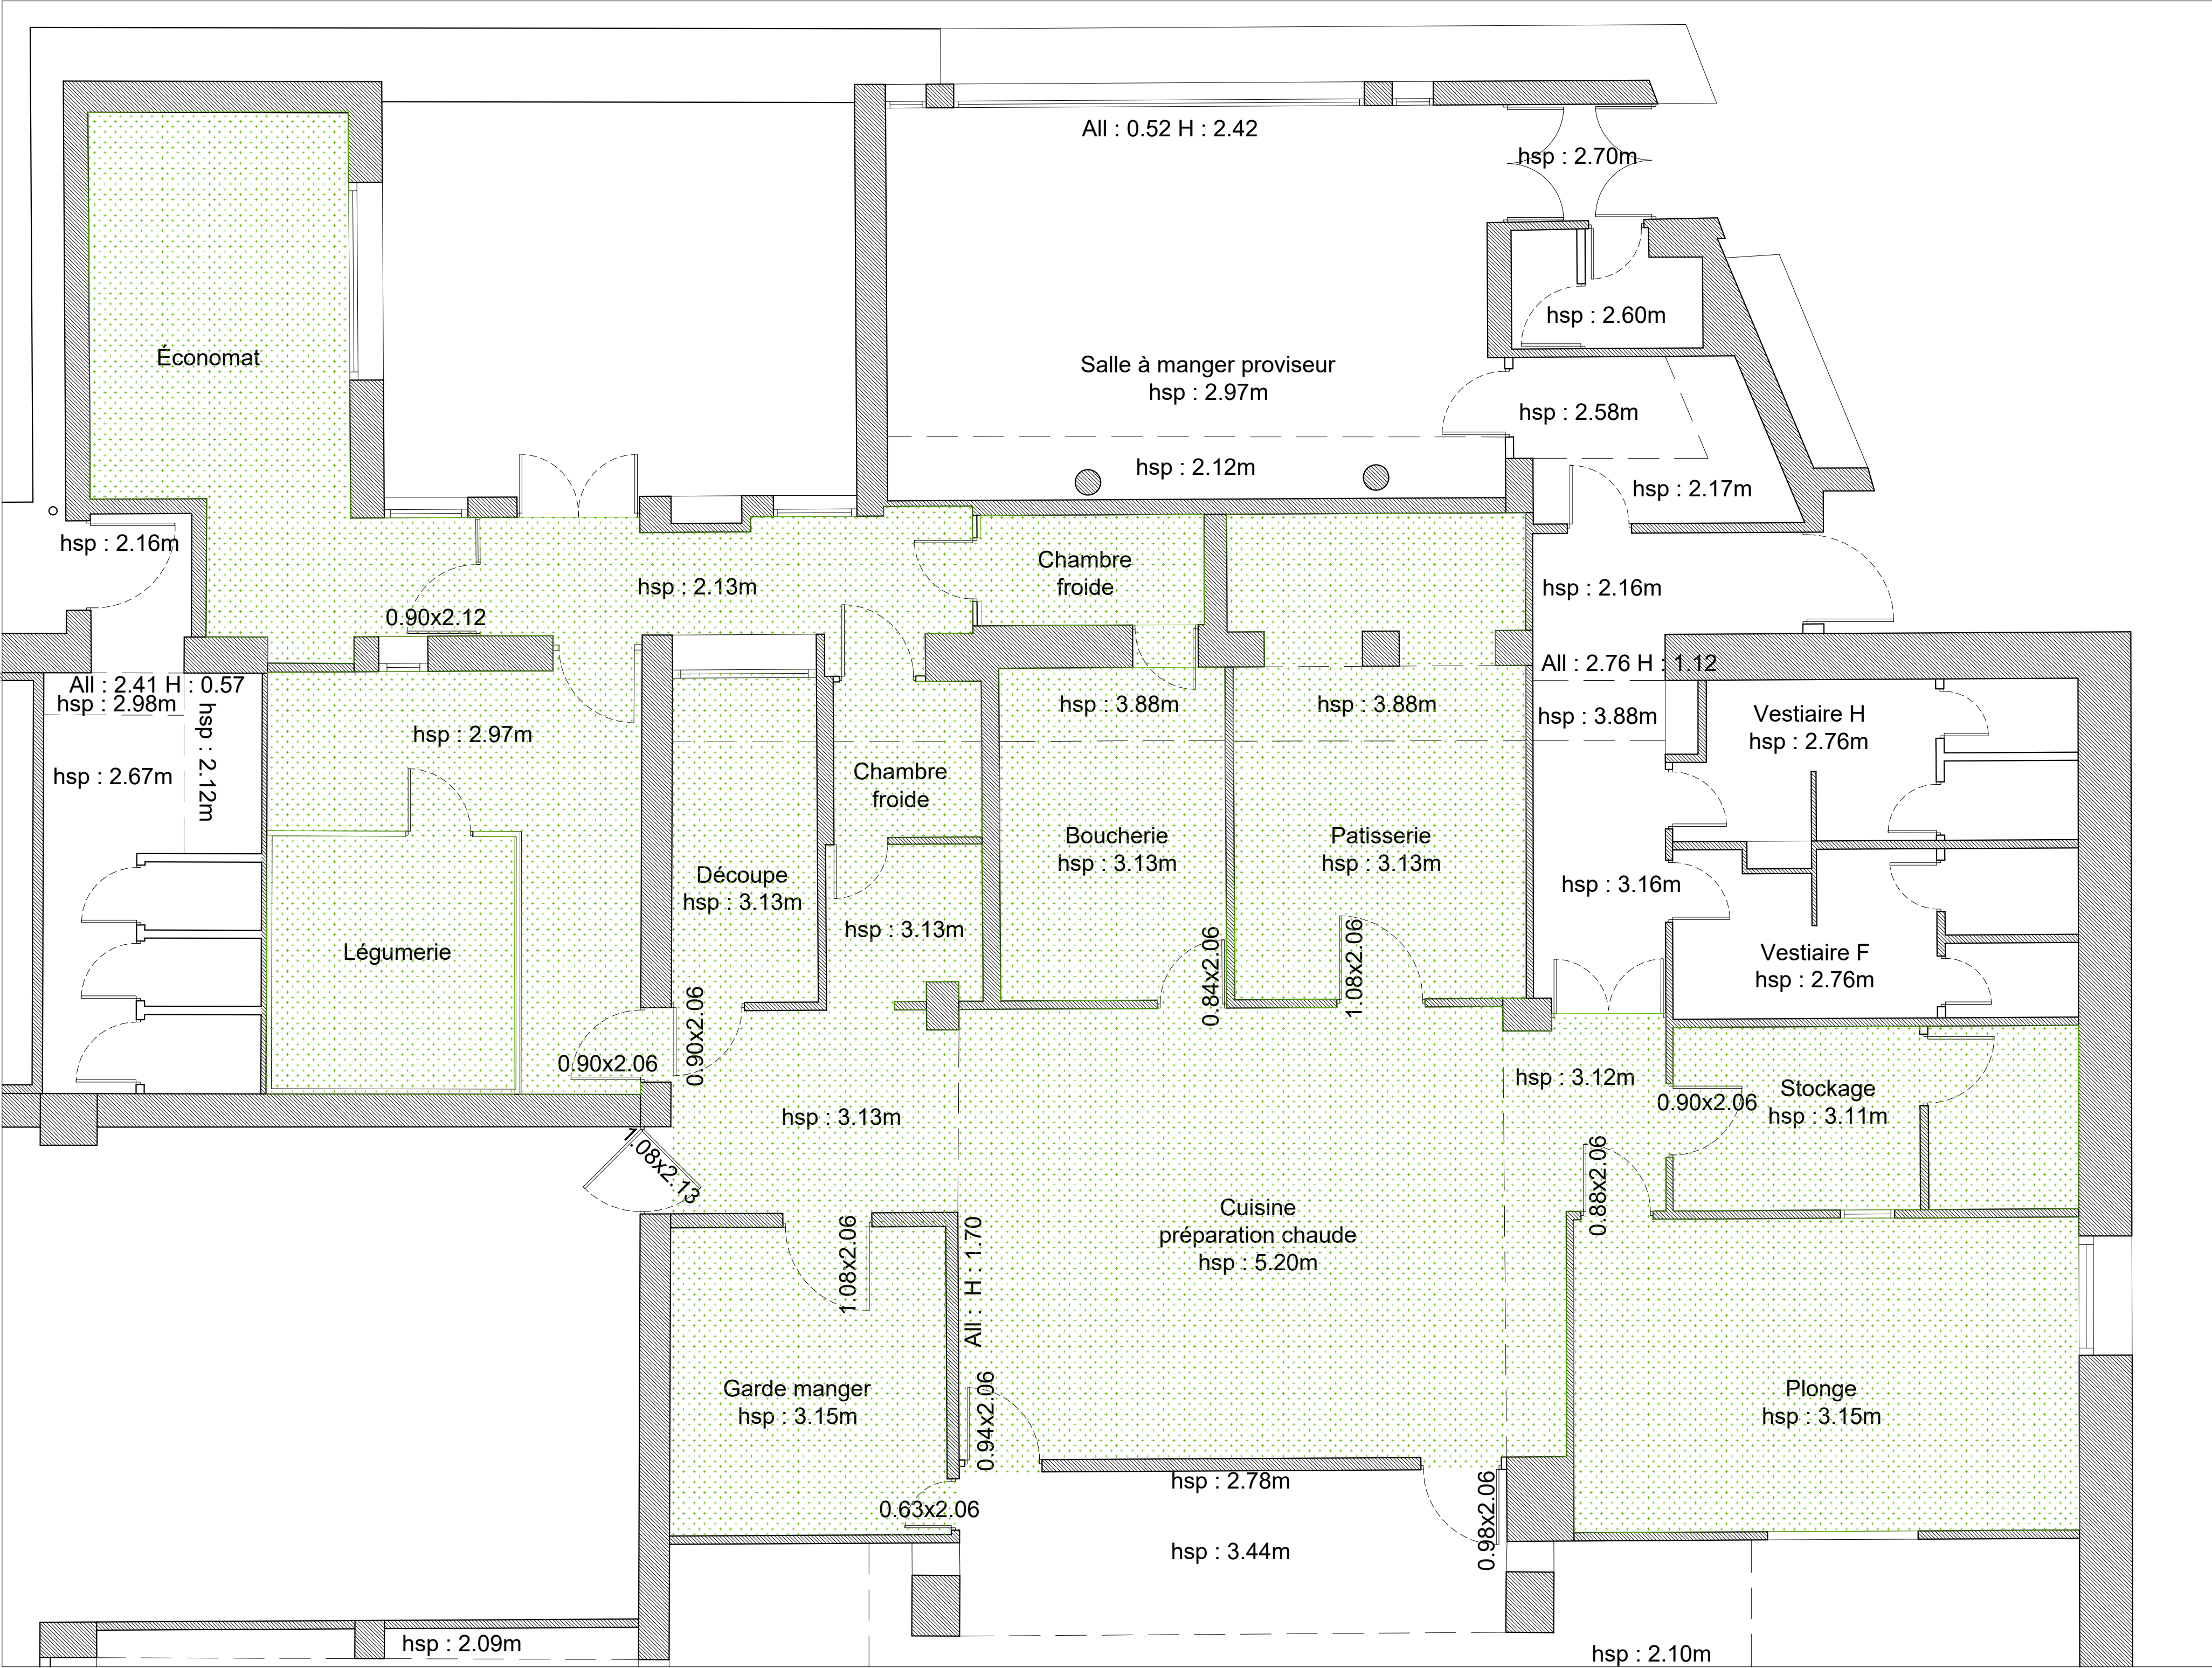 All : 0.52 H : 2.42
hsp : 2.70m
hsp : 2.60m
Économat
Salle à manger proviseur
hsp : 2.97m
hsp : 2.58m
hsp : 2.12m
hsp : 2.17m
hsp : 2.16m
Chambre
froide
hsp : 2.13m
hsp : 2.16m
0.90x2.12
All : 2.76 H : 1.12
All : 2.41 H : 0.57
hsp : 2.98m
hsp : 2.12m
hsp : 2.97m
hsp : 3.88m
hsp : 3.88m
hsp : 3.88m
Vestiaire H
hsp : 2.76m
hsp : 2.67m
Chambre
froide
Boucherie
hsp : 3.13m
Patisserie
hsp : 3.13m
Découpe
hsp : 3.13m
hsp : 3.16m
hsp : 3.13m
Légumerie
Vestiaire F
hsp : 2.76m
0.84x2.06
1.08x2.06
0.90x2.06
0.90x2.06
hsp : 3.12m
Stockage
hsp : 3.11m
0.90x2.06
hsp : 3.13m
1.08x2.13
0.88x2.06
Cuisine
préparation chaude
hsp : 5.20m
1.08x2.06
All : H : 1.70
Garde manger
hsp : 3.15m
0.94x2.06
Plonge
hsp : 3.15m
hsp : 2.78m
0.63x2.06
0.98x2.06
hsp : 3.44m
hsp : 2.09m
hsp : 2.10m